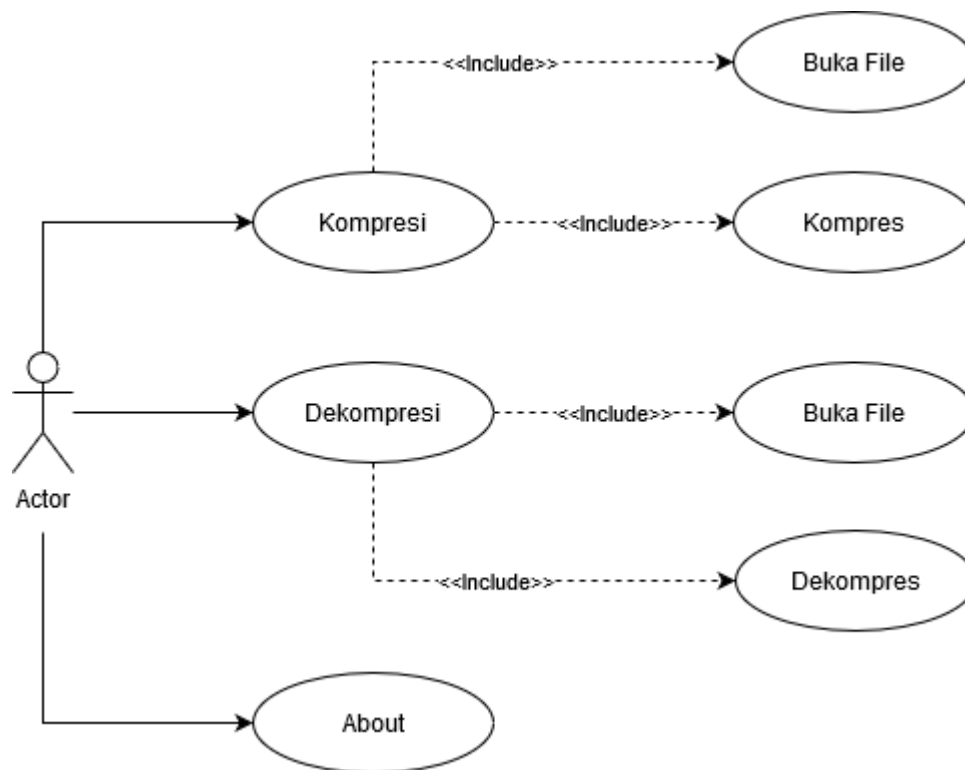 <<Include>>
Buka File
Kompresi
<<Include>>
Kompres
Dekompresi
<<Include>>
Buka File
Actor
<<Include>>
Dekompres
About